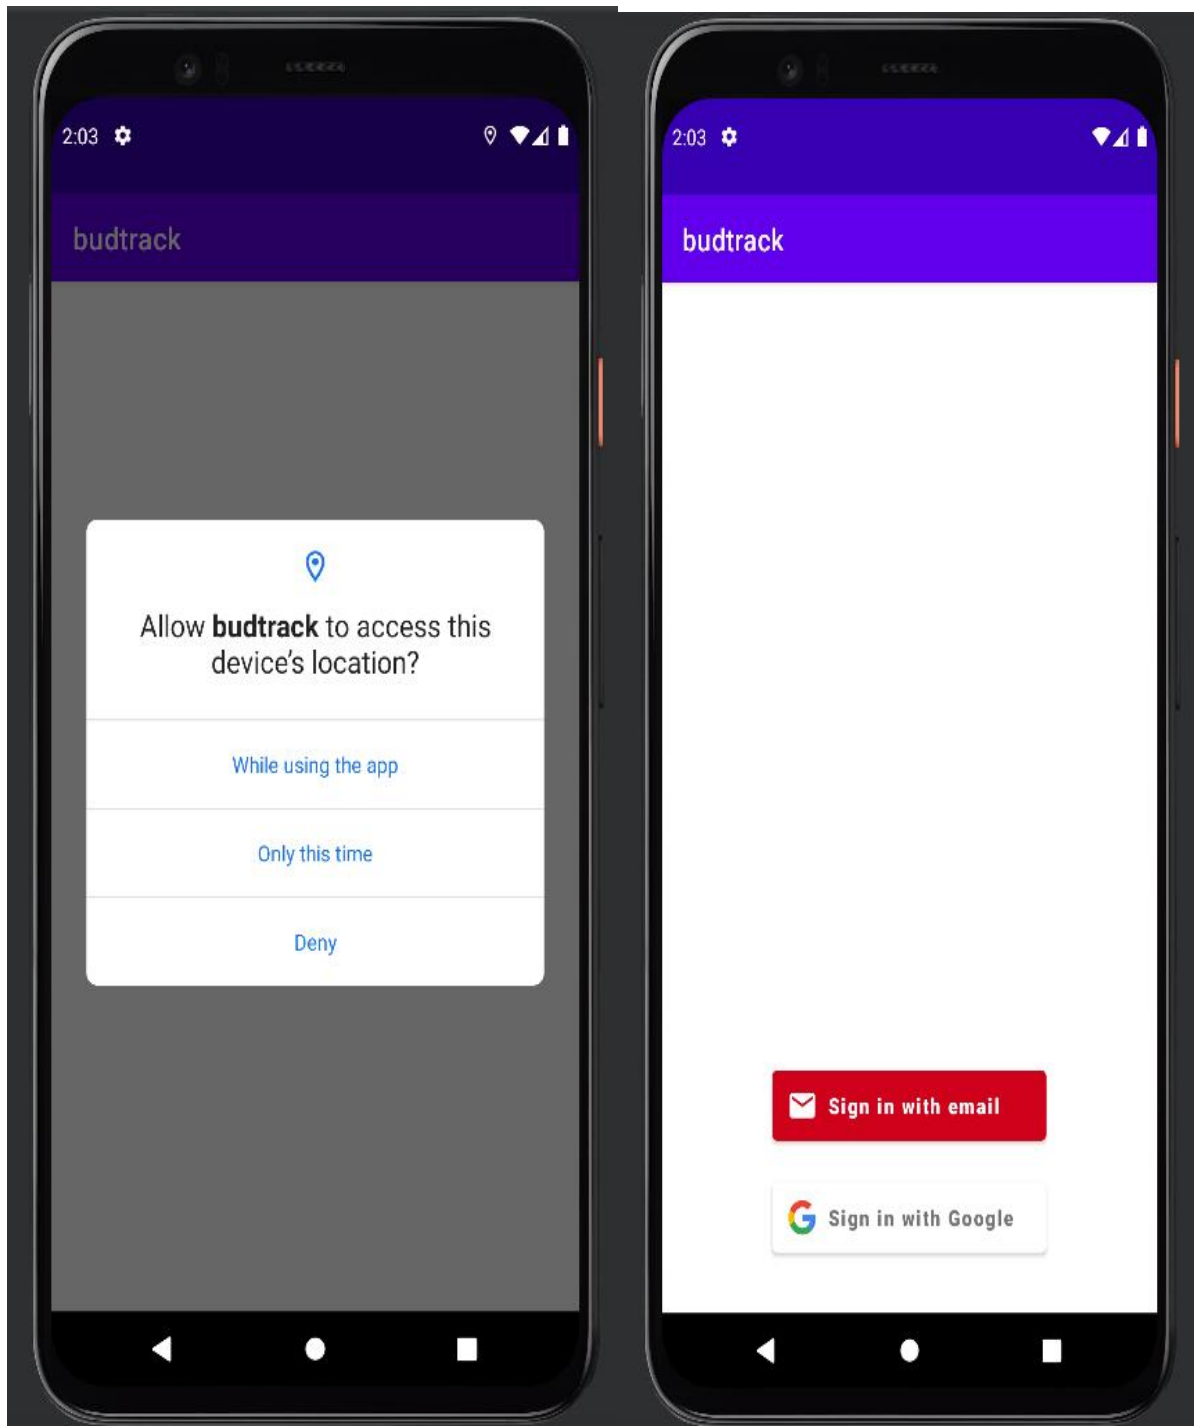 2:03
budtrack
Allow budtrack to access this
device's location?
While using the app
Only this time
Deny
2:03
budtrack
Sign in with email
Sign in with Google